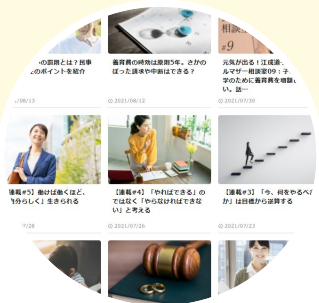 相談
#9
の罰則とは？民事
のポイントを紹介
養育費の時効は原則5年。さかの
ぼった請求や中断はできる？
元気が出る！江成道
ルマザー相談室09：子
学のために養育費を増額
い。話…
/08/13
2021/08/12
2021/07/30
連載#5】働けば働くほど、
分らしく」生きられる
【連載#4】「やればできる」の
ではなく「やらなければできな
い」と考える
【連載#3】「今、何をやるべ
か」は目標から逆算する
/28
2021/07/26
2021/07/23